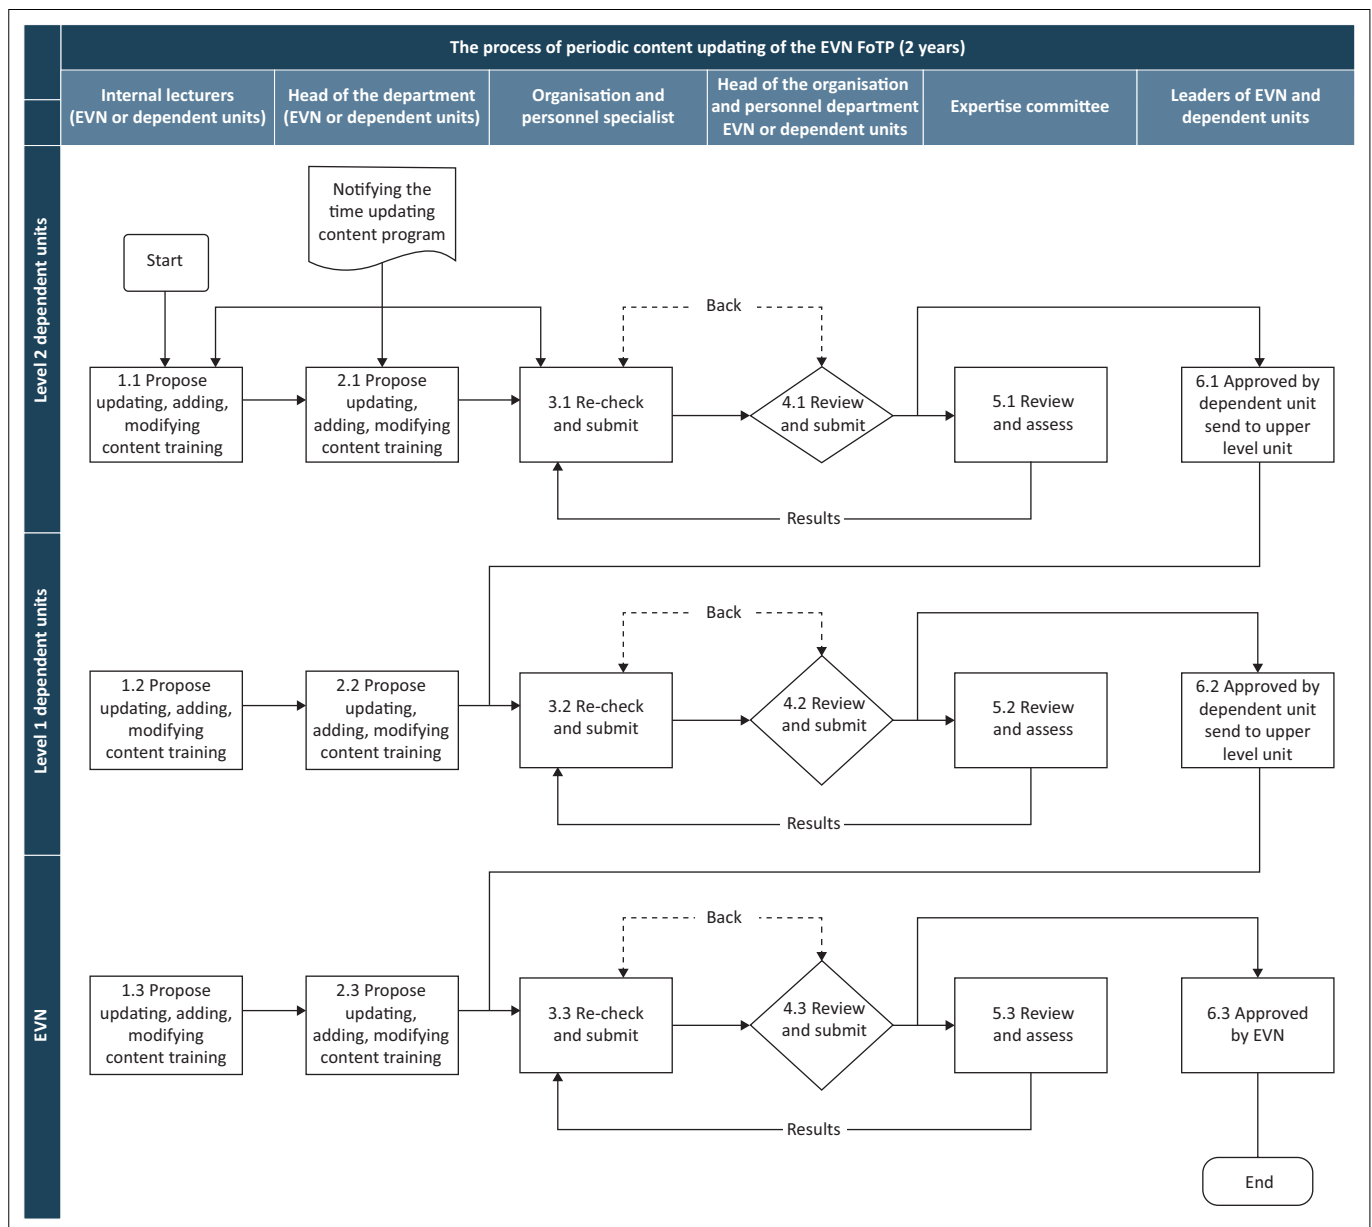 The process of periodic content updating of the EVN FoTP (2 years)
Internal lecturers
(EVN or dependent units)
Head of the department
(EVN or dependent units)
Organisation and
personnel specialist
Head of the organisation
and personnel department
EVN or dependent units
Expertise committee
Leaders of EVN and
dependent units
Level 2 dependent units
Notifying the
time updating
content program
Start
Back
1.1 Propose
updating, adding,
modifying
content training
2.1 Propose
updating,
adding, modifying
content training
3.1 Re-check
and submit
4.1 Review
and submit
5.1 Review
and assess
6.1 Approved by
dependent unit
send to upper
level unit
Results
Level 1 dependent units
Back
1.2 Propose
updating, adding,
modifying
content training
2.2 Propose
updating,
adding, modifying
content training
3.2 Re-check
and submit
4.2 Review
and submit
5.2 Review
and assess
6.2 Approved by
dependent unit
send to upper
level unit
Results
EVN
Back
1.3 Propose
updating, adding,
modifying
content training
2.3 Propose
updating,
adding, modifying
content training
3.3 Re-check
and submit
4.3 Review
and submit
5.3 Review
and assess
6.3 Approved
by EVN
Results
End